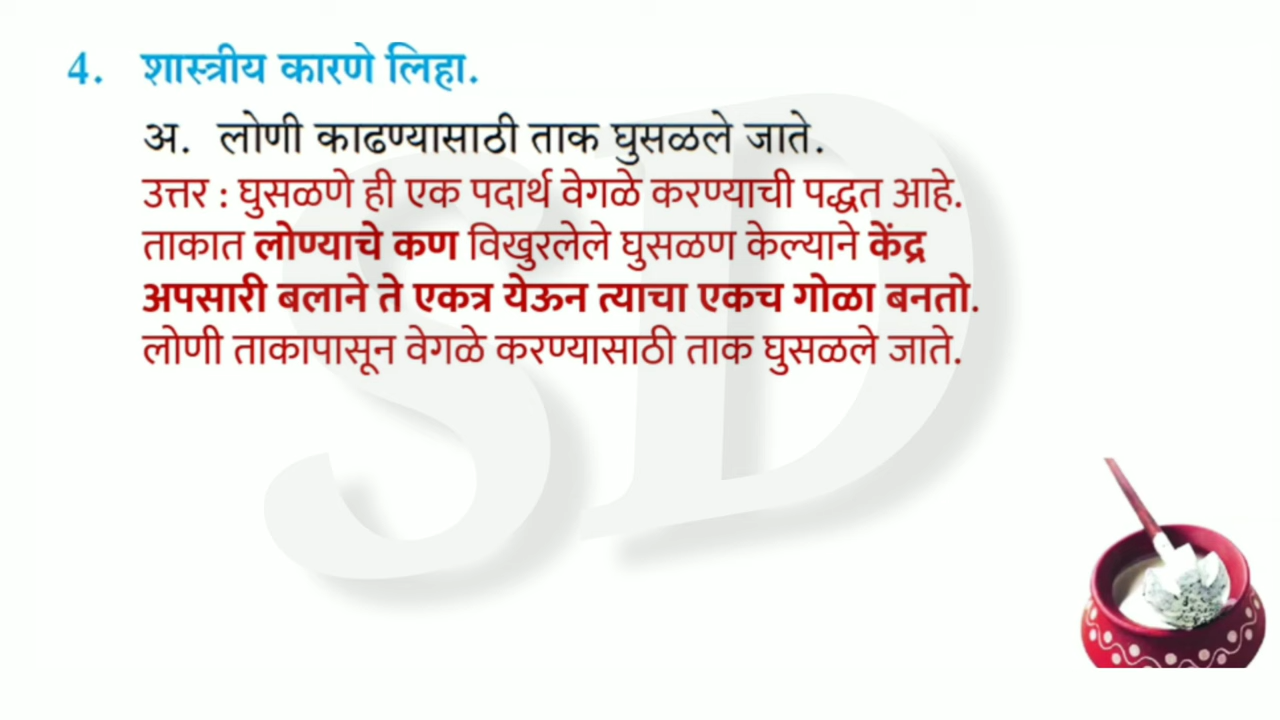 4. शास्त्रीय कारणे लिहा.
अ. लोणी काढण्यासाठी ताक घुसळले जाते.
उत्तर : घुसळणे ही एक पदार्थ वेगळे करण्याची पद्धत आहे.
ताकात लोण्याचे कण विखुरलेले घुसळण केल्याने केंद्र
अपसारी बलाने ते एकत्र येऊन त्याचा एकच गोळा बनतो.
लोणी ताकापासून वेगळे करण्यासाठी ताक घुसळले जाते.
SD